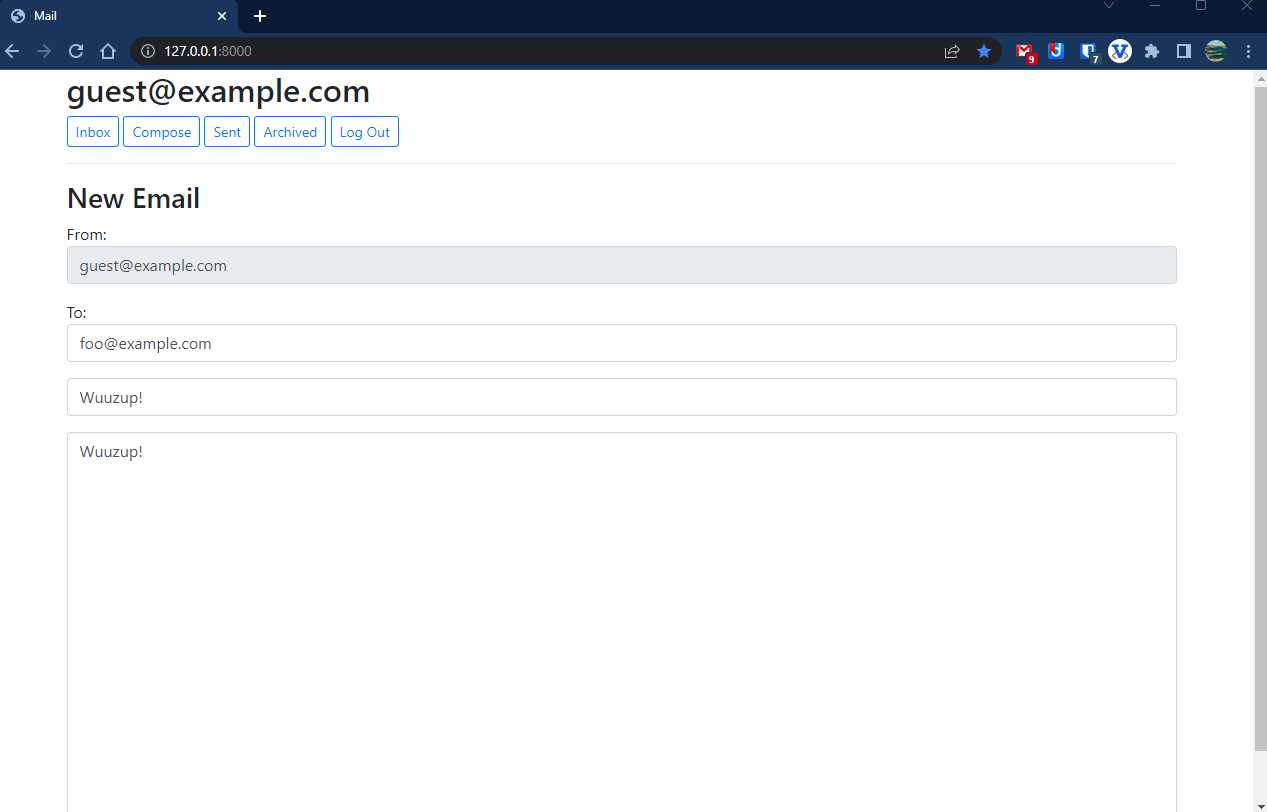 Mail
127.0.0.1:8000
9
7
guest@example.com
Inbox Compose Sent Archived Log Out
New Email
From:
guest@example.com
To:
foo@example.com
Wuuzup!
Wuuzup!